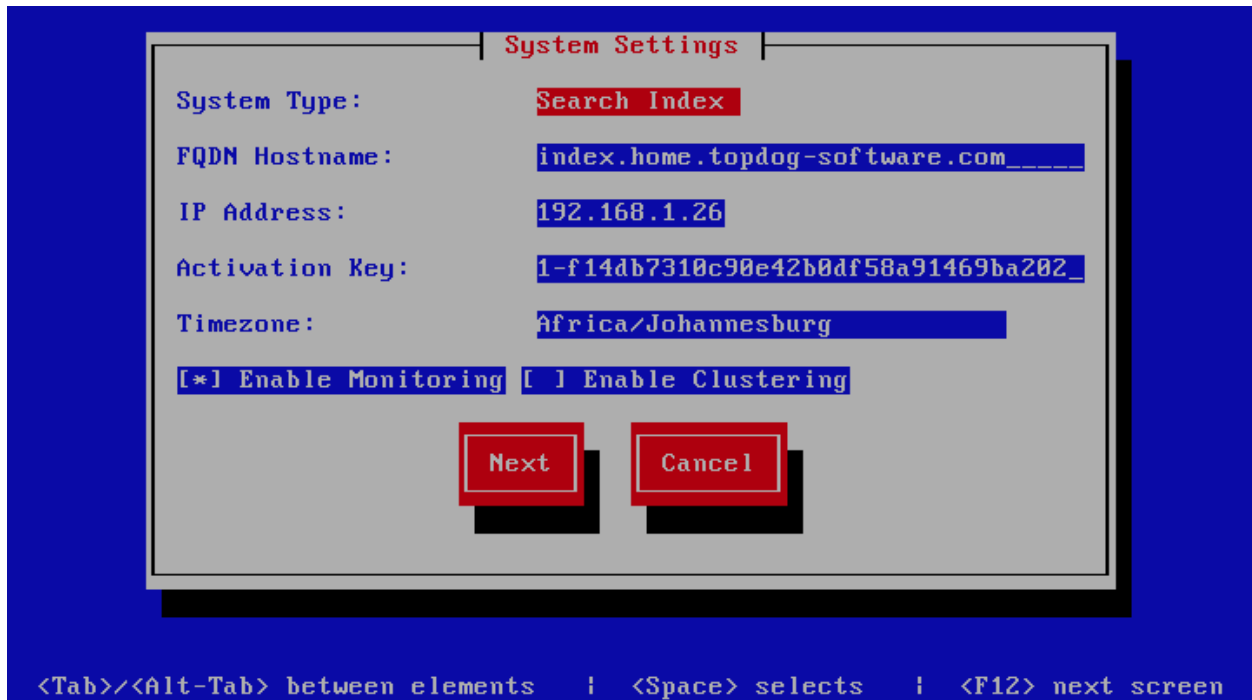 System Settings
System Type: Search Index
FQDN Hostname: index.home.topdog-software.com_____
IP Address: 192.168.1.26
Activation Key: 1-f14db7310c90e42b0df58a91469ba202_
Timezone: Africa/Johannesburg
[*] Enable Monitoring [ ] Enable Clustering
Next Cancel
<Tab>/<Alt-Tab> between elements | <Space> selects | <F12> next screen